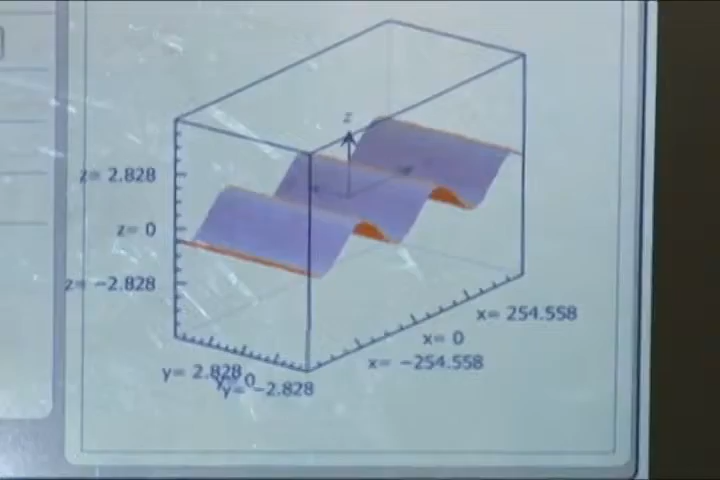 z
z= 2.828
z= 0
z= −2.828
x= 254.558
x= 0
x= −254.558
y= 2.828
y= 0
y= −2.828